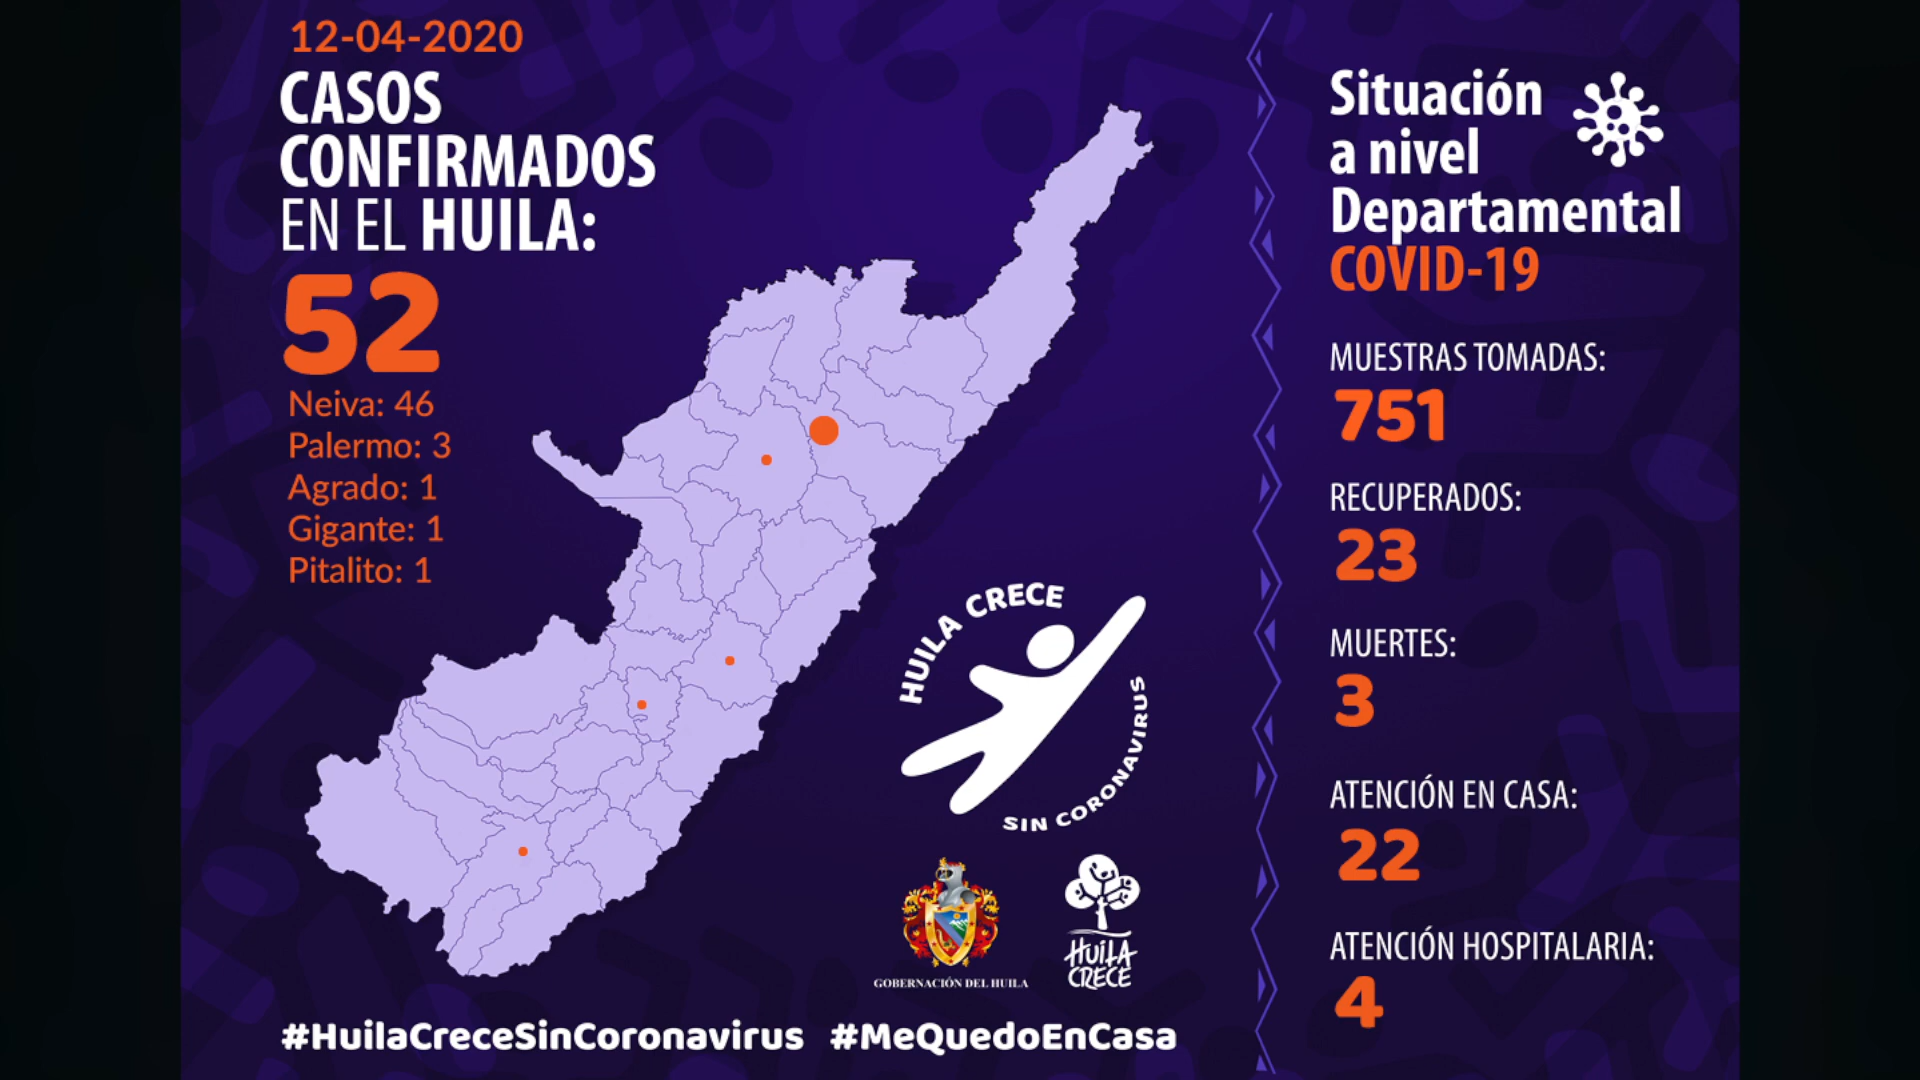 12-04-2020
CASOS
CONFIRMADOS
EN EL HUILA:
52
Neiva: 46
Palermo: 3
Agrado: 1
Gigante: 1
Pitalito: 1
HUILA CRECE
SIN CORONAVIRUS
GOBERNACIÓN DEL HUILA
HUILA
CRECE
#HuilaCreceSinCoronavirus #MeQuedoEnCasa
Situación
a nivel
Departamental
COVID-19
MUESTRAS TOMADAS:
751
RECUPERADOS:
23
MUERTES:
3
ATENCIÓN EN CASA:
22
ATENCIÓN HOSPITALARIA:
4